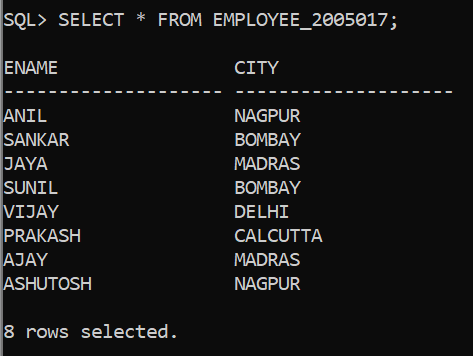 SQL> SELECT * FROM EMPLOYEE_2005017;
ENAME                CITY
-------------------- --------------------
ANIL                 NAGPUR
SANKAR               BOMBAY
JAYA                 MADRAS
SUNIL                BOMBAY
VIJAY                DELHI
PRAKASH              CALCUTTA
AJAY                 MADRAS
ASHUTOSH             NAGPUR
8 rows selected.